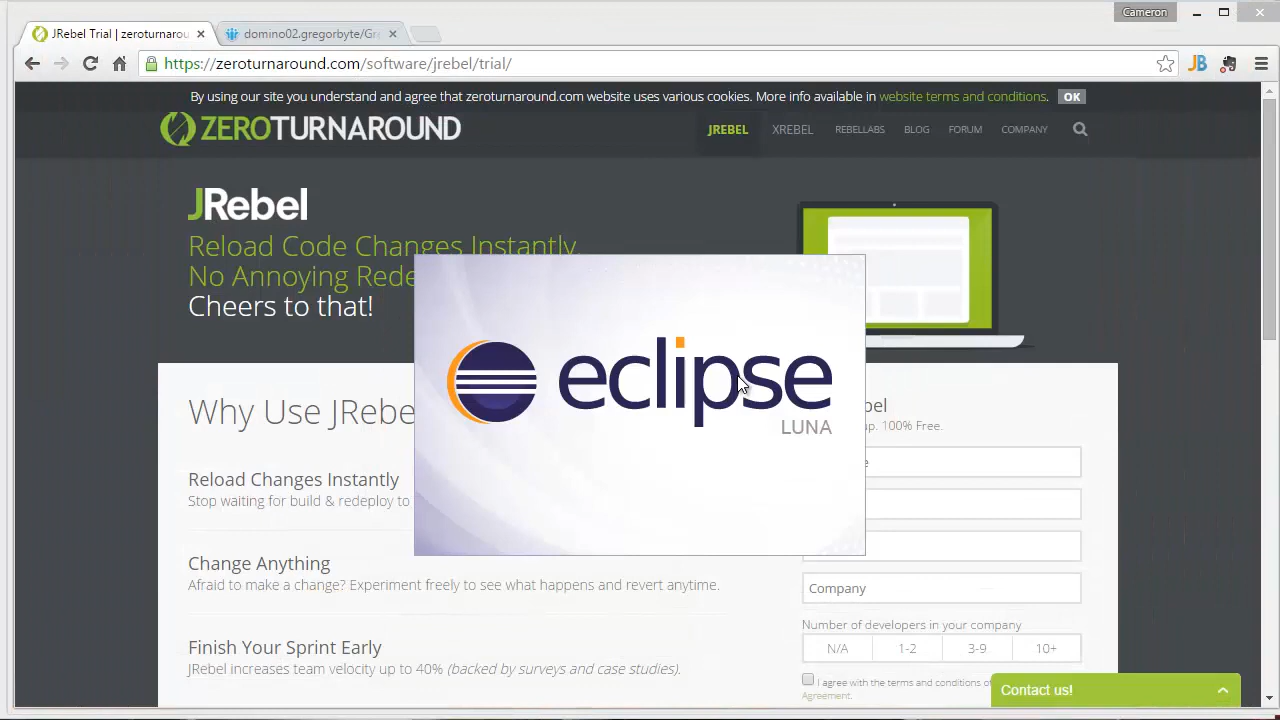 Cameron
JRebel Trial | zeroturnarou
domino02.gregorbyte/Gr
https://zeroturnaround.com/software/jrebel/trial/
JB
By using our site you understand and agree that zeroturnaround.com website uses various cookies. More info available in website terms and conditions. OK
ZEROTURNAROUND
JREBEL XREBEL REBELLABS BLOG FORUM COMPANY
JRebel
Reload Code Changes Instantly.
No Annoying Rede
Cheers to that!
eclipse
LUNA
Why Use JRebe
Reload Changes Instantly
Stop waiting for build & redeploy to
Change Anything
Afraid to make a change? Experiment freely to see what happens and revert anytime.
Finish Your Sprint Early
JRebel increases team velocity up to 40% (backed by surveys and case studies).
bel
up. 100% Free.
e
Company
Number of developers in your company
N/A 1-2 3-9 10+
I agree with the terms and conditions of
Agreement.
Contact us!